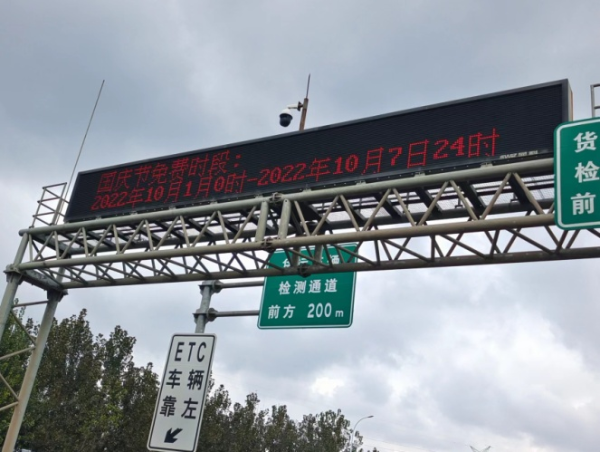 国庆节免费时段：
2022年10月1日0时-2022年10月7日24时
货
检
前
检测通道
前方 200m
ETC
车辆
靠左